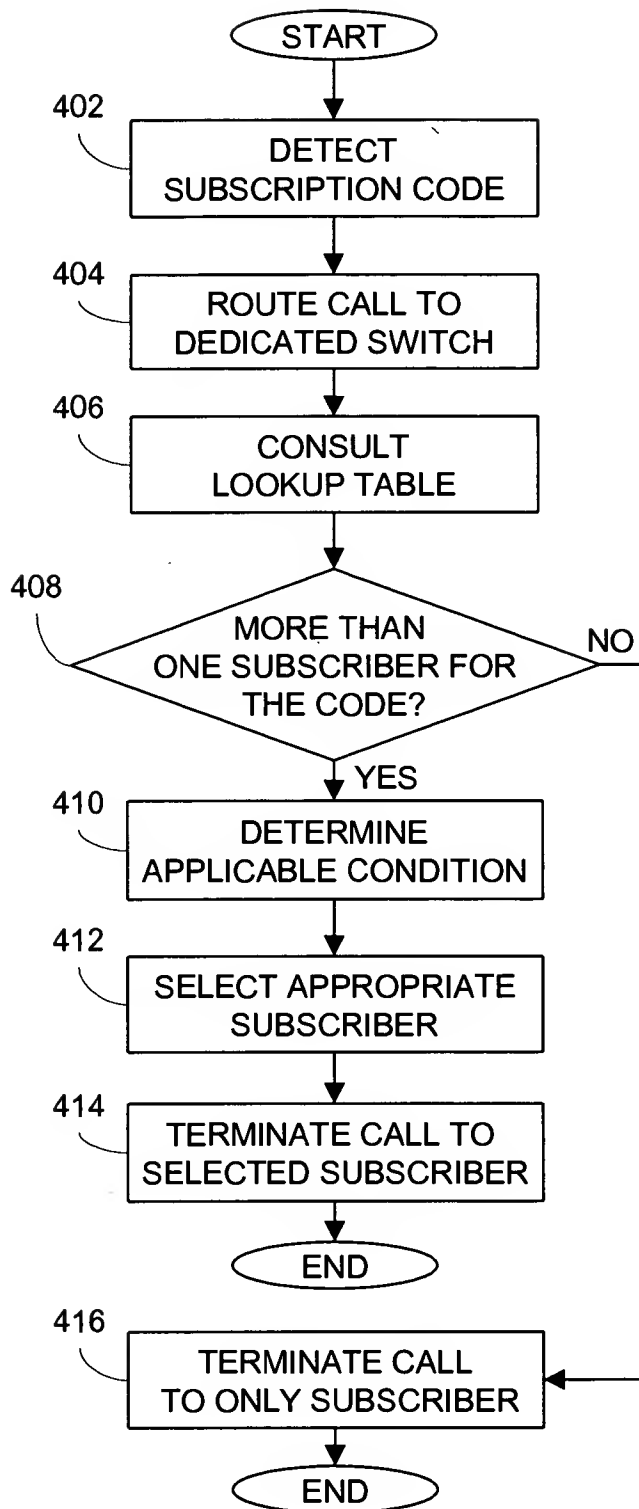 START
402
DETECT
SUBSCRIPTION CODE
404
ROUTE CALL TO
DEDICATED SWITCH
406
CONSULT
LOOKUP TABLE
408
MORE THAN
ONE SUBSCRIBER FOR
THE CODE?
NO
YES
410
DETERMINE
APPLICABLE CONDITION
412
SELECT APPROPRIATE
SUBSCRIBER
414
TERMINATE CALL TO
SELECTED SUBSCRIBER
END
416
TERMINATE CALL
TO ONLY SUBSCRIBER
END